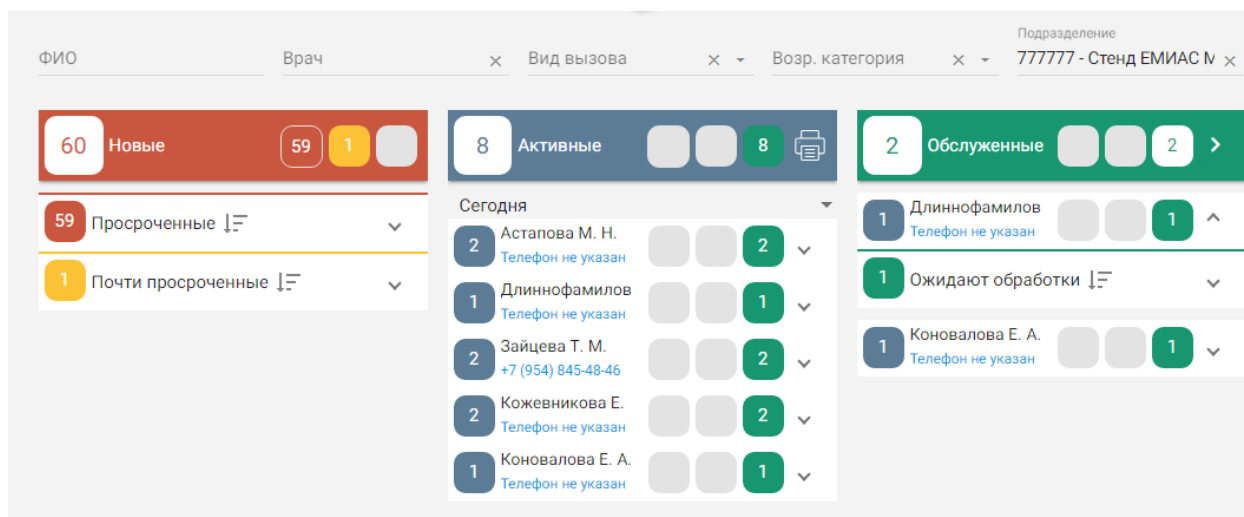 Подразделение
ФИО Врач Вид вызова Возр. категория 777777 - Стенд ЕМИАС М
60 Новые 59 1
8 Активные 8
2 Обслуженные 2
59 Просроченные
1 Почти просроченные
Сегодня
2 Астапова М. Н. 2
Телефон не указан
1 Длиннофамилов 1
Телефон не указан
2 Зайцева Т. М. 2
+7 (954) 845-48-46
2 Кожевникова Е. 2
Телефон не указан
1 Коновалова Е. А. 1
Телефон не указан
1 Длиннофамилов 1
Телефон не указан
1 Ожидают обработки
1 Коновалова Е. А. 1
Телефон не указан